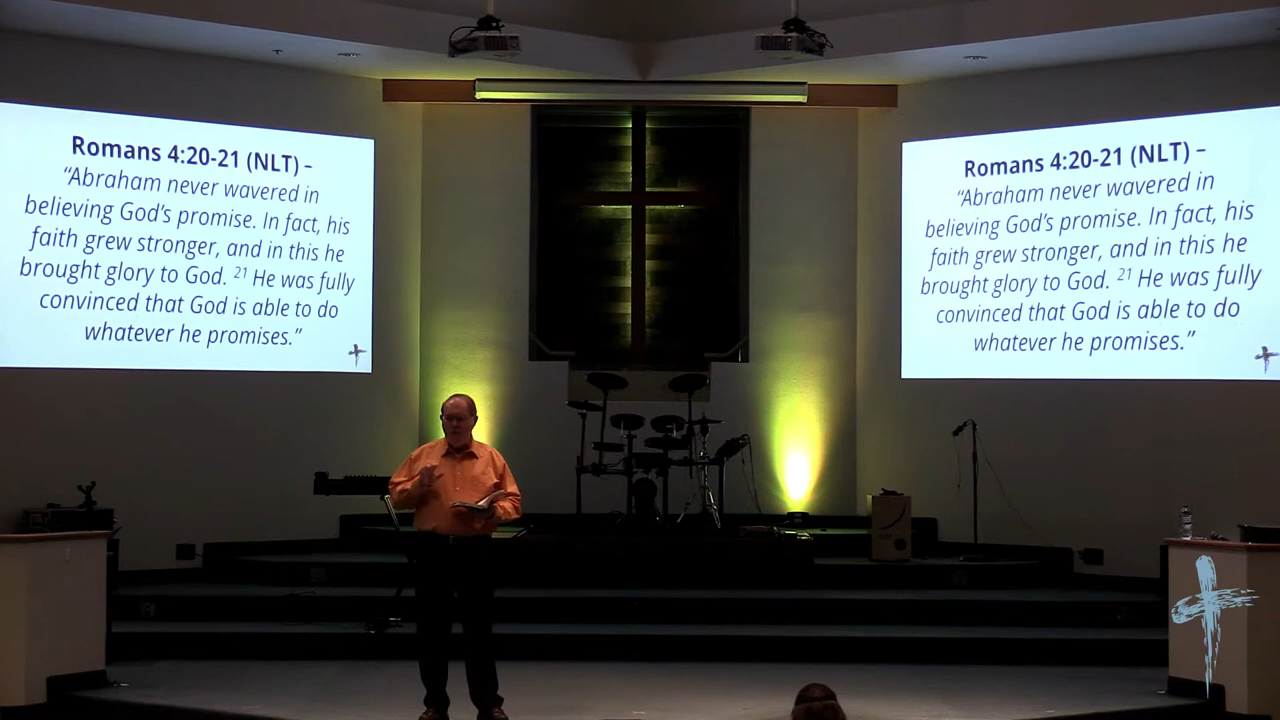 Romans 4:20-21 (NLT) –
“Abraham never wavered in
believing God’s promise. In fact, his
faith grew stronger, and in this he
brought glory to God. ²¹ He was fully
convinced that God is able to do
whatever he promises.”
Romans 4:20-21 (NLT) –
“Abraham never wavered in
believing God’s promise. In fact, his
faith grew stronger, and in this he
brought glory to God. ²¹ He was fully
convinced that God is able to do
whatever he promises.”